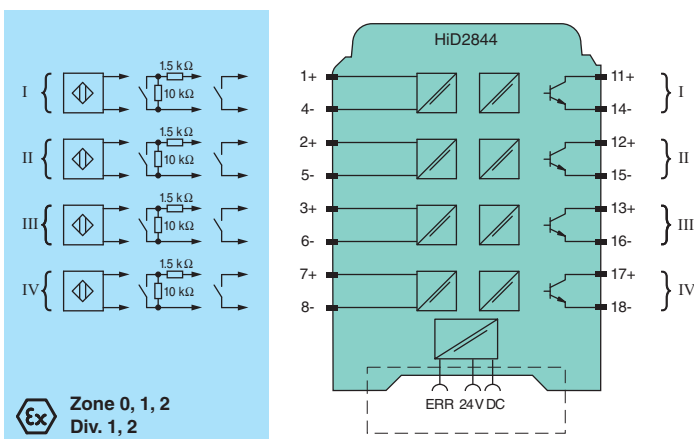 HiD2844
I
1.5 kΩ
10 kΩ
1+
4-
11+
14-
I
II
1.5 kΩ
10 kΩ
2+
5-
12+
15-
II
III
1.5 kΩ
10 kΩ
3+
6-
13+
16-
III
IV
1.5 kΩ
10 kΩ
7+
8-
17+
18-
IV
ERR 24V DC
εx Zone 0, 1, 2
Div. 1, 2